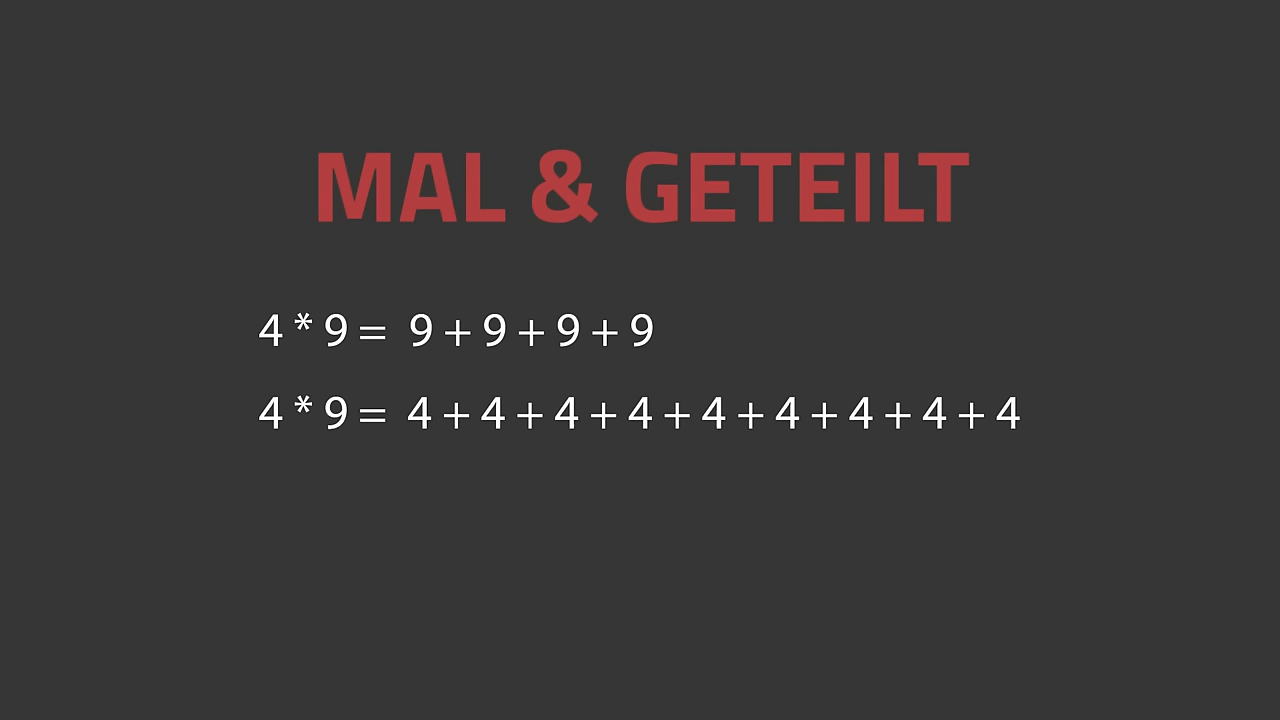 MAL & GETEILT
4 * 9 = 9 + 9 + 9 + 9
4 * 9 = 4 + 4 + 4 + 4 + 4 + 4 + 4 + 4 + 4